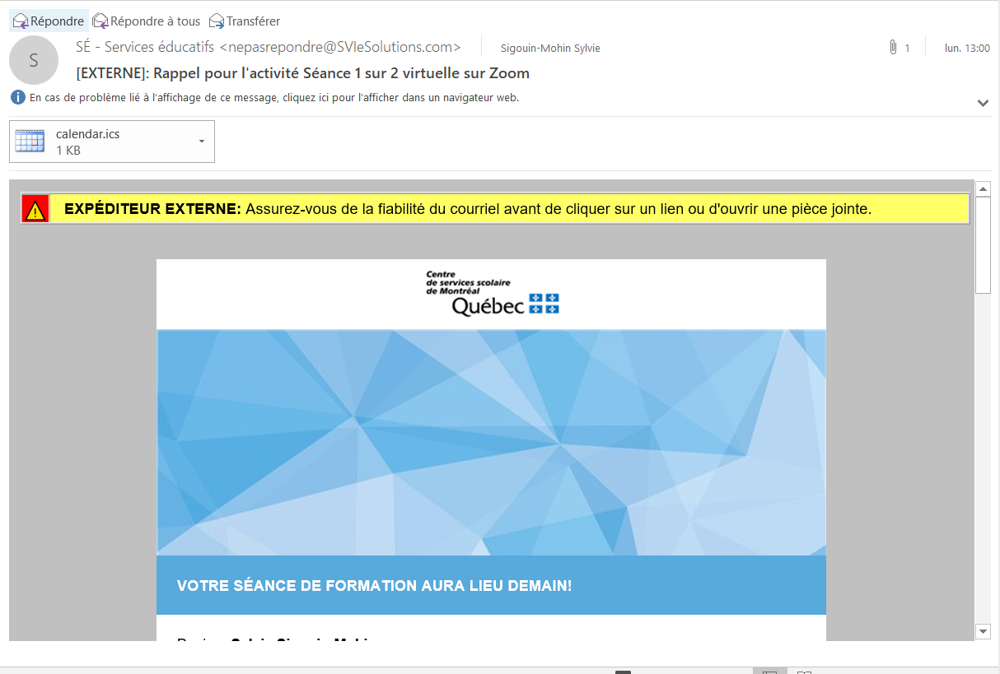 Répondre Répondre à tous Transférer
S
SÉ - Services éducatifs <nepasrepondre@SVIeSolutions.com> Sigouin-Mohin Sylvie 1 lun. 13:00
[EXTERNE]: Rappel pour l'activité Séance 1 sur 2 virtuelle sur Zoom
En cas de problème lié à l'affichage de ce message, cliquez ici pour l'afficher dans un navigateur web.
calendar.ics
1 KB
EXPÉDITEUR EXTERNE: Assurez-vous de la fiabilité du courriel avant de cliquer sur un lien ou d'ouvrir une pièce jointe.
Centre
de services scolaire
de Montréal
Québec
VOTRE SÉANCE DE FORMATION AURA LIEU DEMAIN!